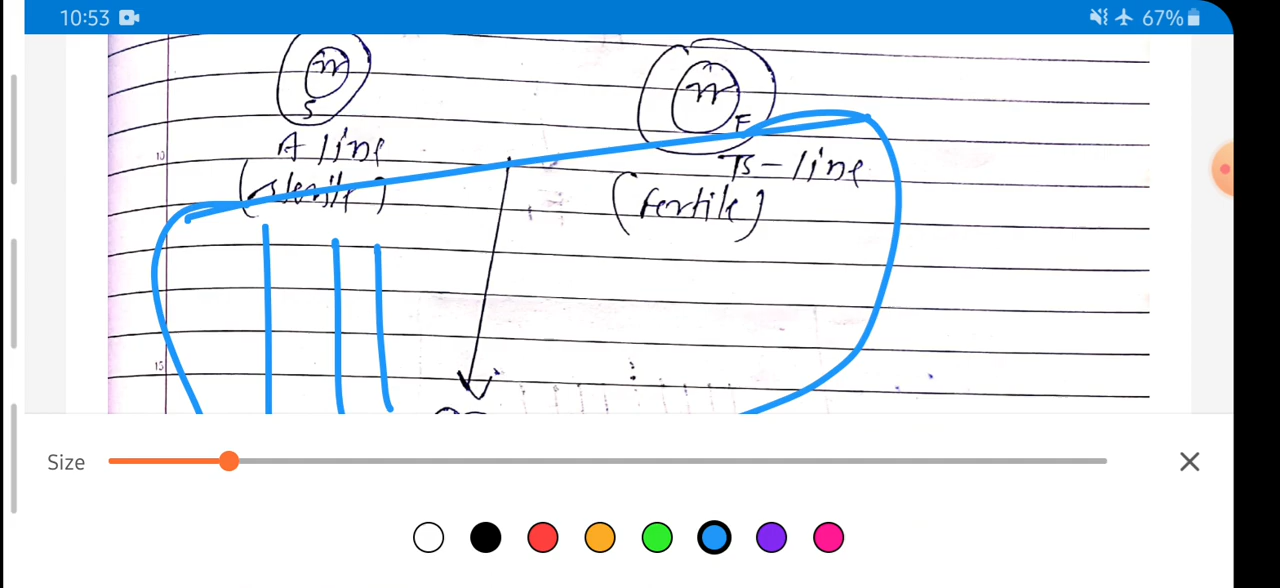 10:53 67%
S F
A line
B-line
(sterile) (fertile)
10
15
Size